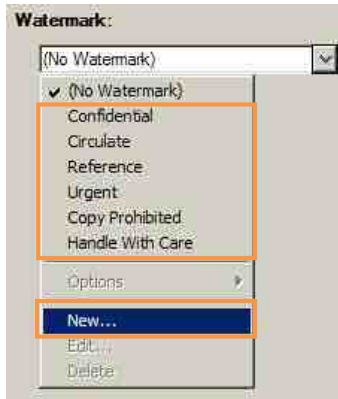 Watermark:
(No Watermark)
(No Watermark)
Confidential
Circulate
Reference
Urgent
Copy Prohibited
Handle With Care
Options
New...
Edit...
Delete